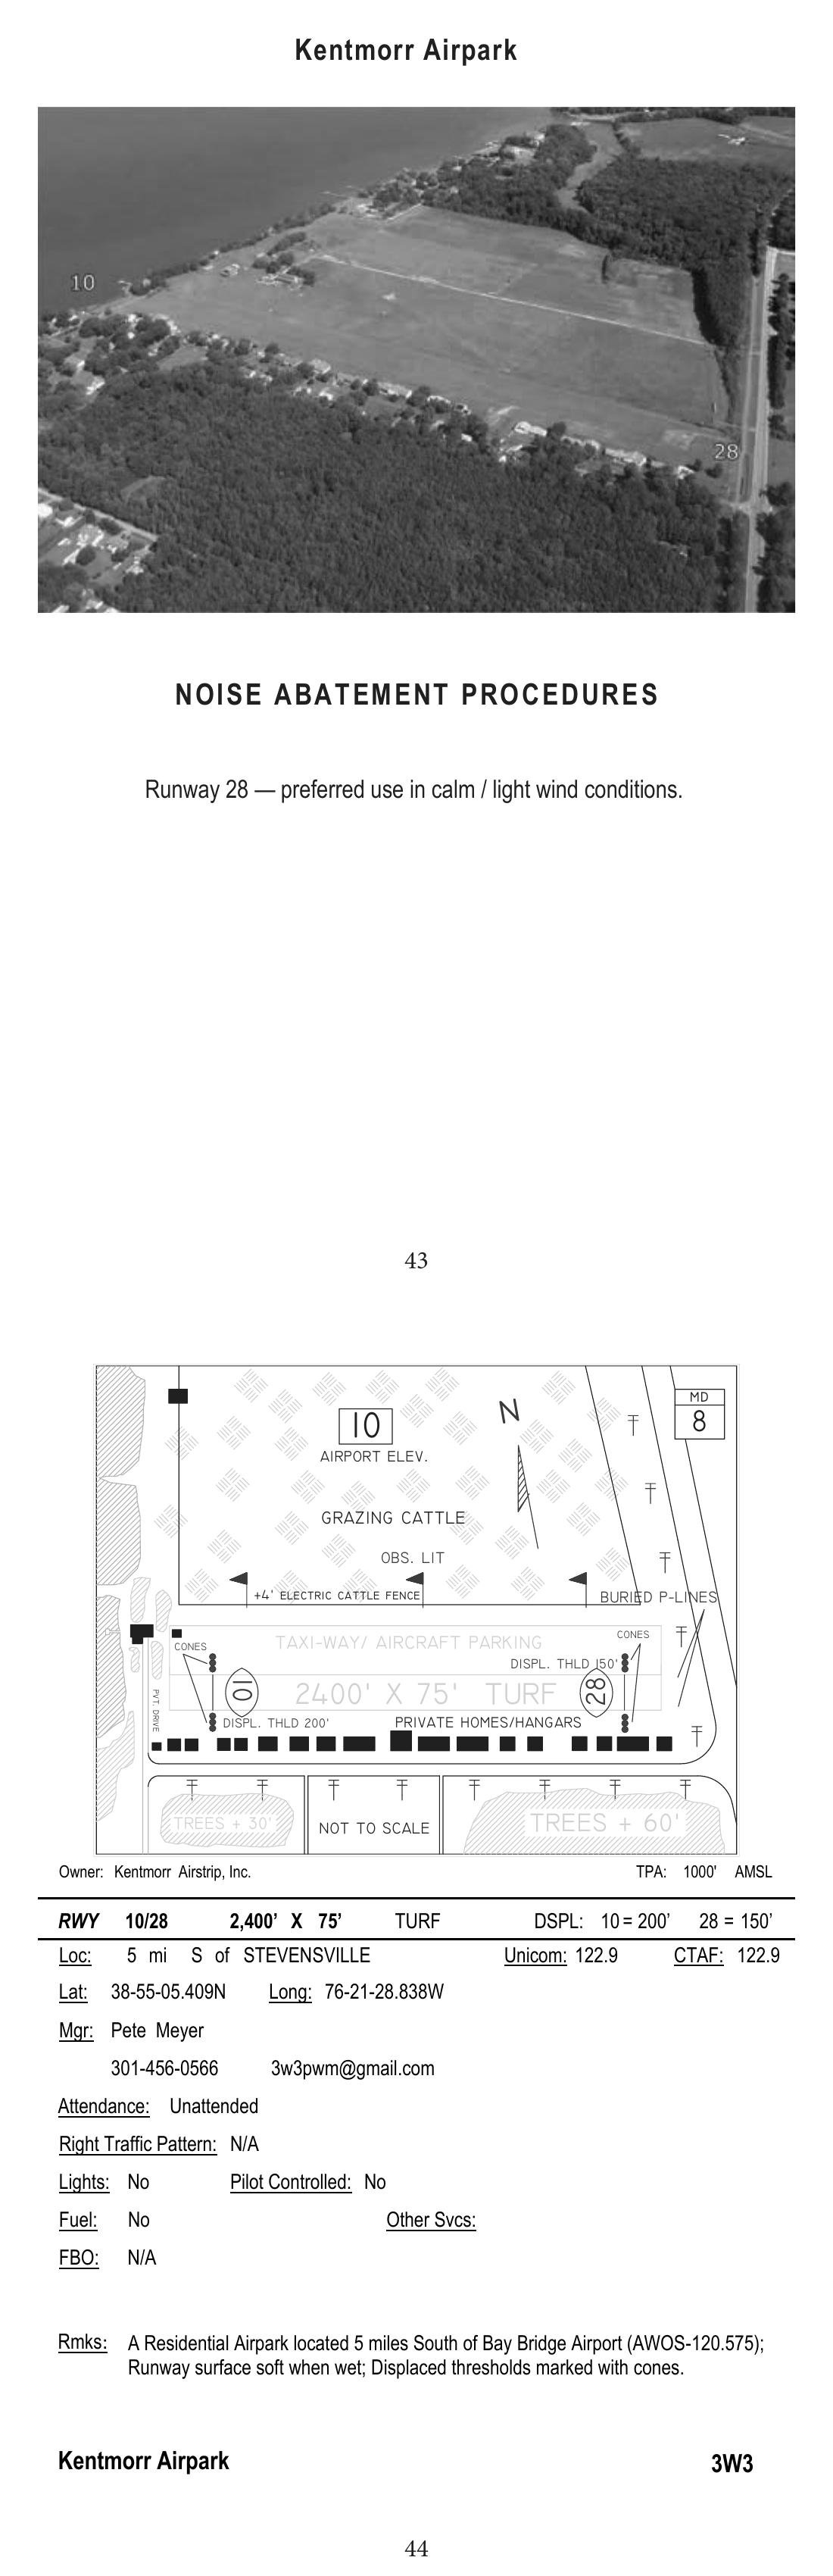 Kentmorr Airpark
10
28
NOISE ABATEMENT PROCEDURES
Runway 28 — preferred use in calm / light wind conditions.
43
MD
8
N
10
AIRPORT ELEV.
GRAZING CATTLE
OBS. LIT
+4' ELECTRIC CATTLE FENCE
BURIED P-LINES
CONES
TAXI-WAY/ AIRCRAFT PARKING
CONES
DISPL. THLD 150'
10
2400' X 75' TURF
28
PVT. DRIVE
DISPL. THLD 200'
PRIVATE HOMES/HANGARS
TREES + 30'
NOT TO SCALE
TREES + 60'
Owner: Kentmorr Airstrip, Inc. TPA: 1000' AMSL
RWY 10/28 2,400’ X 75’ TURF DSPL: 10 = 200’ 28 = 150’
Loc: 5 mi S of STEVENSVILLE Unicom: 122.9 CTAF: 122.9
Lat: 38-55-05.409N Long: 76-21-28.838W
Mgr: Pete Meyer
301-456-0566 3w3pwm@gmail.com
Attendance: Unattended
Right Traffic Pattern: N/A
Lights: No Pilot Controlled: No
Fuel: No Other Svcs:
FBO: N/A
Rmks: A Residential Airpark located 5 miles South of Bay Bridge Airport (AWOS-120.575);
Runway surface soft when wet; Displaced thresholds marked with cones.
Kentmorr Airpark 3W3
44